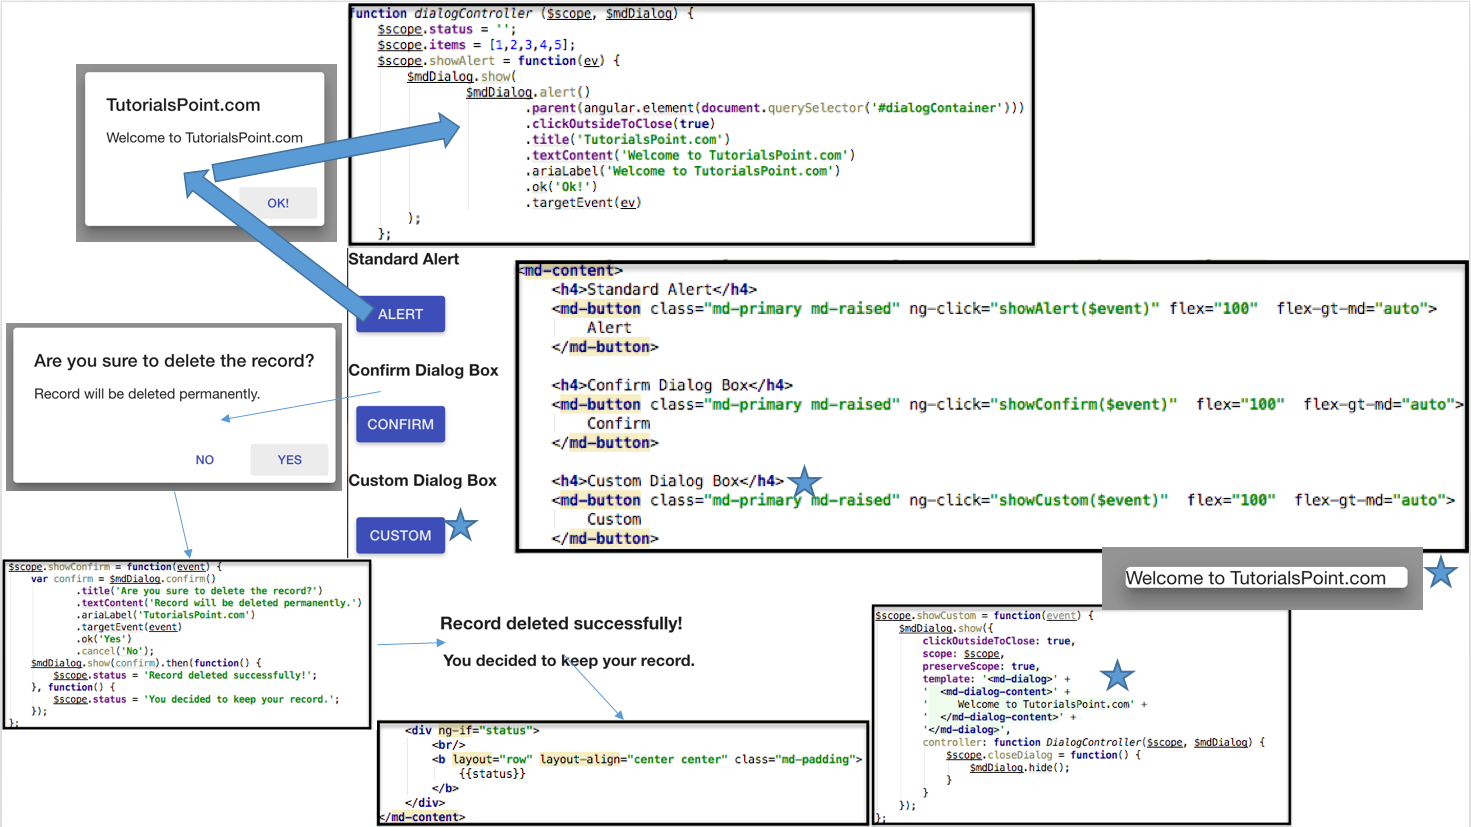 function dialogController ($scope, $mdDialog) {
$scope.status = '';
$scope.items = [1,2,3,4,5];
$scope.showAlert = function(ev) {
$mdDialog.show(
$mdDialog.alert()
.parent(angular.element(document.querySelector('#dialogContainer')))
.clickOutsideToClose(true)
.title('TutorialsPoint.com')
.textContent('Welcome to TutorialsPoint.com')
.ariaLabel('Welcome to TutorialsPoint.com')
.ok('Ok!')
.targetEvent(ev)
);
};
TutorialsPoint.com
Welcome to TutorialsPoint.com
OK!
Standard Alert
ALERT
Confirm Dialog Box
CONFIRM
Custom Dialog Box
CUSTOM
<md-content>
<h4>Standard Alert</h4>
<md-button class="md-primary md-raised" ng-click="showAlert($event)" flex="100"  flex-gt-md="auto">
Alert
</md-button>
<h4>Confirm Dialog Box</h4>
<md-button class="md-primary md-raised" ng-click="showConfirm($event)"  flex="100"  flex-gt-md="auto">
Confirm
</md-button>
<h4>Custom Dialog Box</h4>
<md-button class="md-primary md-raised" ng-click="showCustom($event)"  flex="100"  flex-gt-md="auto">
Custom
</md-button>
Are you sure to delete the record?
Record will be deleted permanently.
NO
YES
$scope.showConfirm = function(event) {
var confirm = $mdDialog.confirm()
.title('Are you sure to delete the record?')
.textContent('Record will be deleted permanently.')
.ariaLabel('TutorialsPoint.com')
.targetEvent(event)
.ok('Yes')
.cancel('No');
$mdDialog.show(confirm).then(function() {
$scope.status = 'Record deleted successfully!';
}, function() {
$scope.status = 'You decided to keep your record.';
});
};
Record deleted successfully!
You decided to keep your record.
<div ng-if="status">
<br/>
<b layout="row" layout-align="center center" class="md-padding">
{{status}}
</b>
</div>
</md-content>
Welcome to TutorialsPoint.com
$scope.showCustom = function(event) {
$mdDialog.show({
clickOutsideToClose: true,
scope: $scope,
preserveScope: true,
template: '<md-dialog>' +
'  <md-dialog-content>' +
'     Welcome to TutorialsPoint.com' +
'  </md-dialog-content>' +
'</md-dialog>',
controller: function DialogController($scope, $mdDialog) {
$scope.closeDialog = function() {
$mdDialog.hide();
}
}
});
};